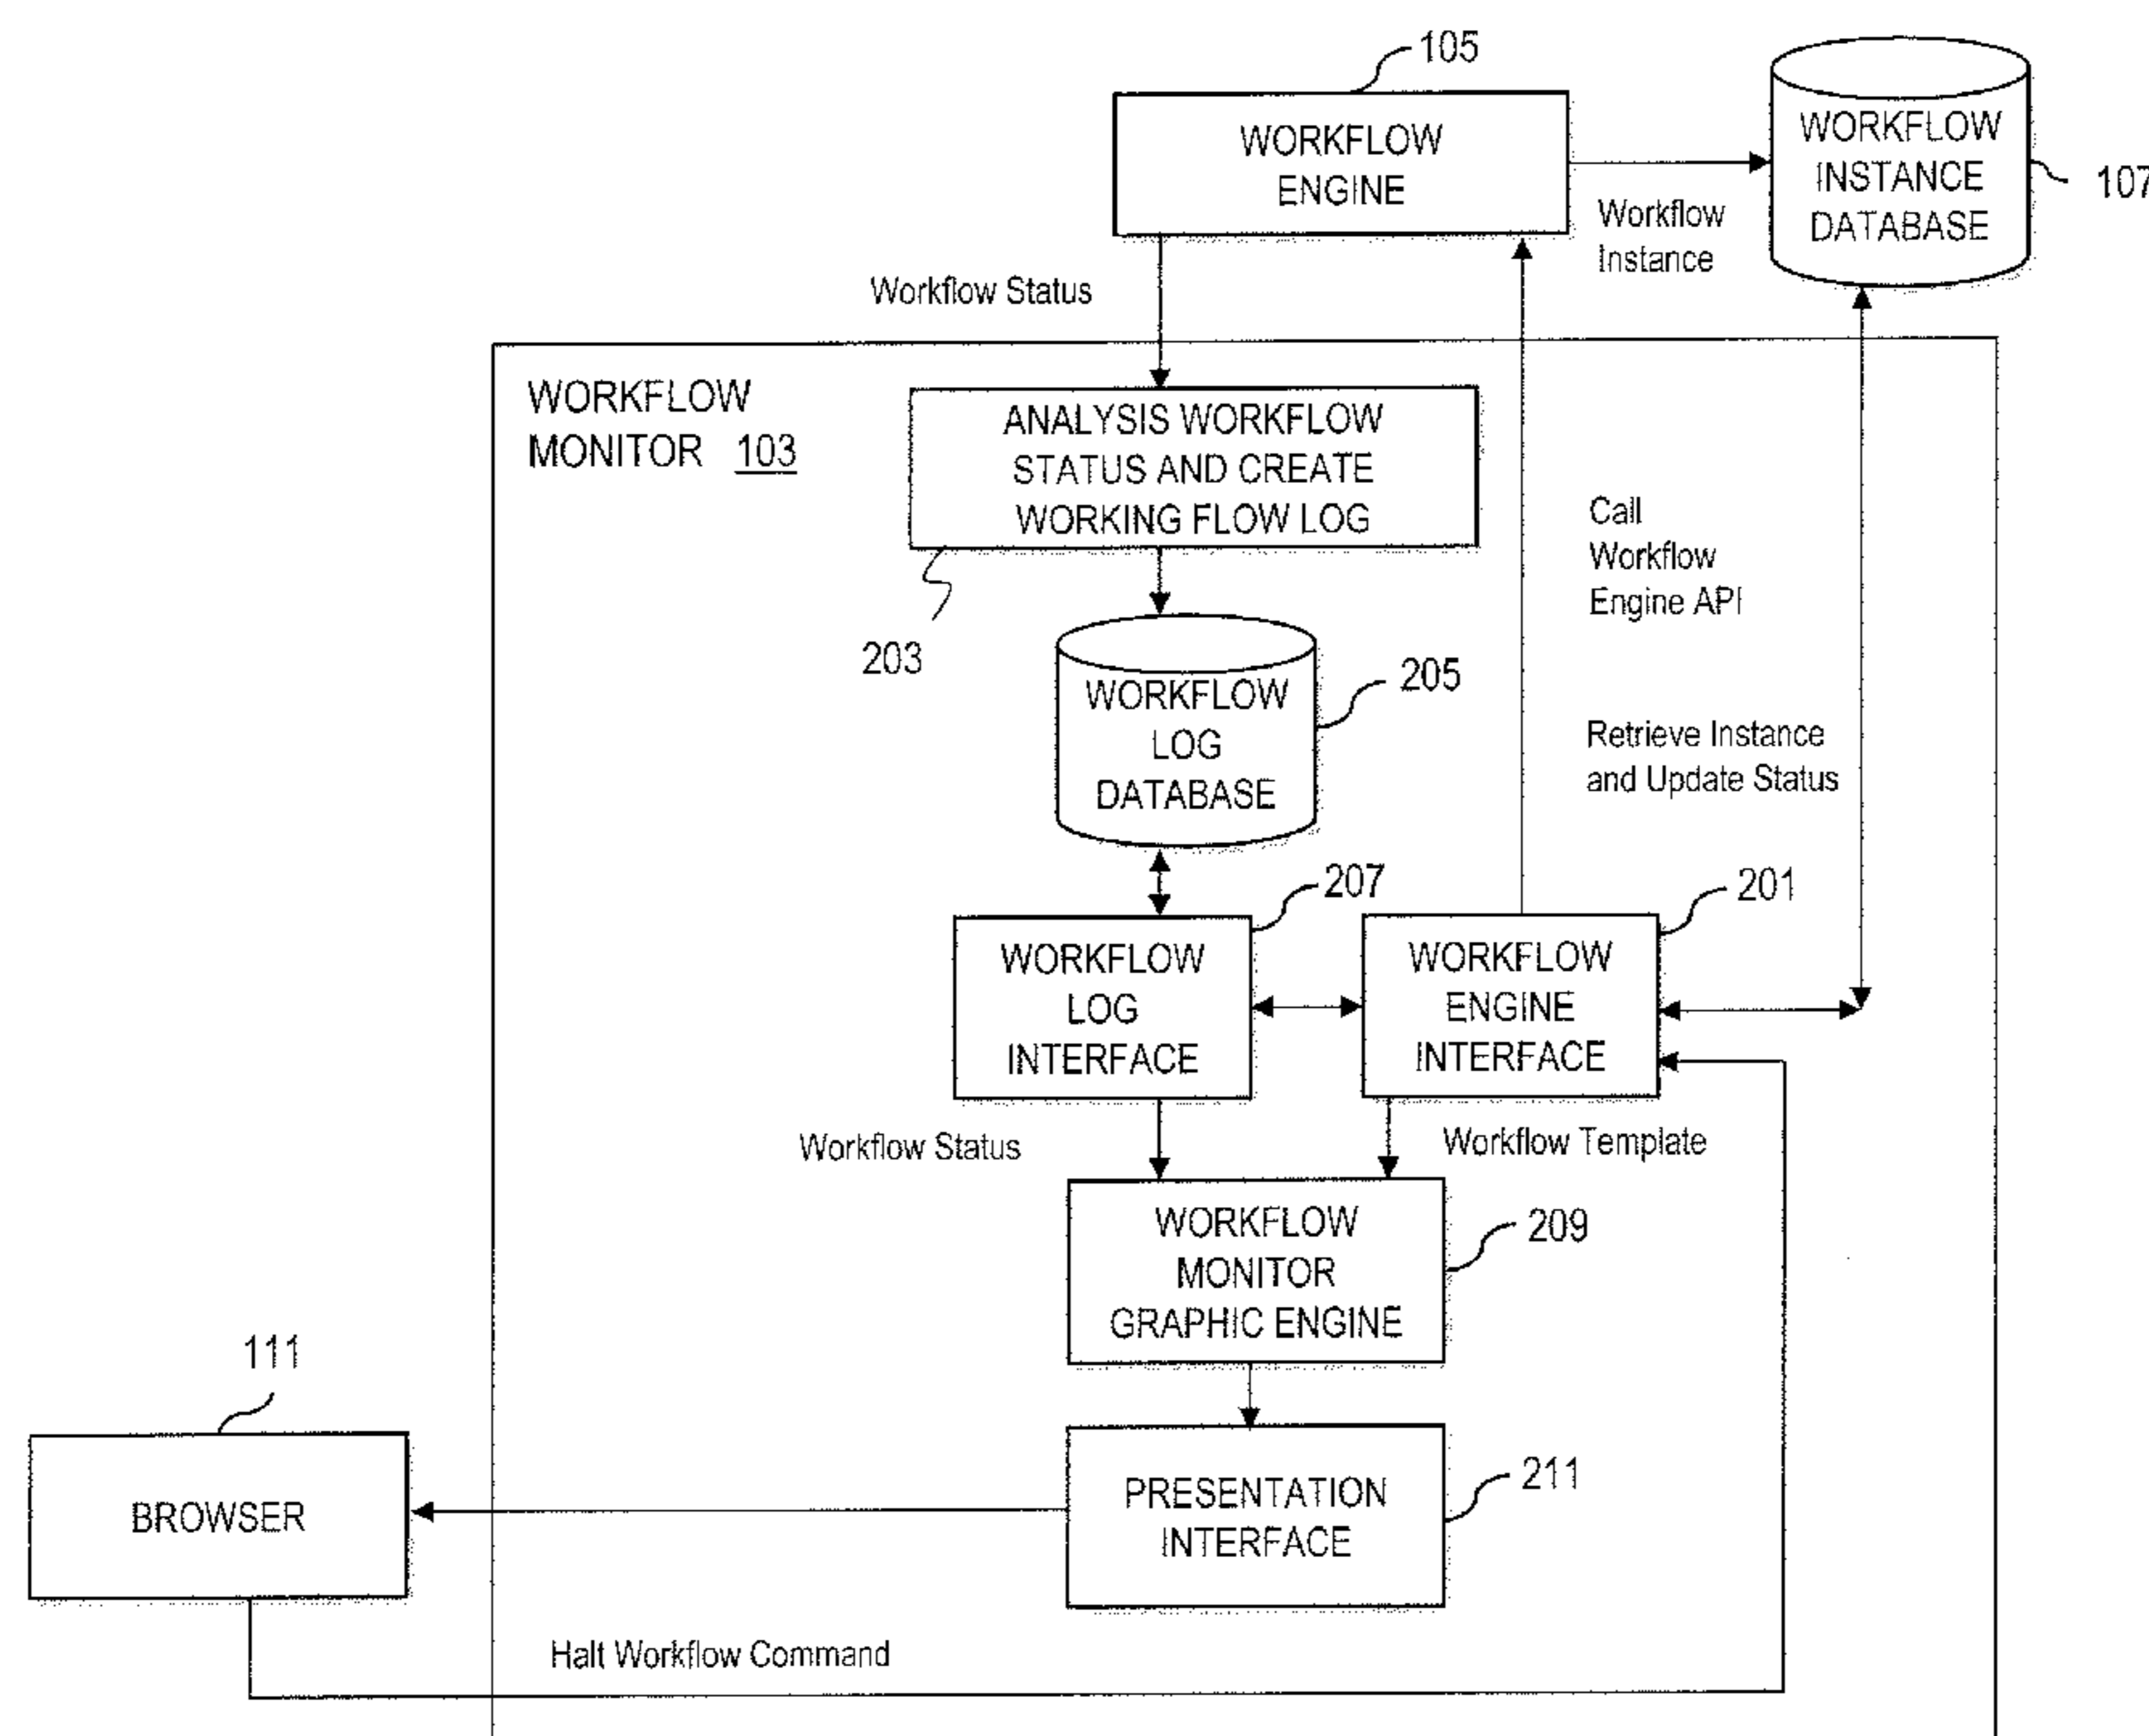 105
WORKFLOW
ENGINE
WORKFLOW
INSTANCE
DATABASE
107
Workflow
Instance
Workflow Status
WORKFLOW
MONITOR 103
ANALYSIS WORKFLOW
STATUS AND CREATE
WORKING FLOW LOG
203
Call
Workflow
Engine API
WORKFLOW
LOG
DATABASE
205
Retrieve Instance
and Update Status
207
201
WORKFLOW
LOG
INTERFACE
WORKFLOW
ENGINE
INTERFACE
Workflow Status
Workflow Template
WORKFLOW
MONITOR
GRAPHIC ENGINE
209
111
BROWSER
PRESENTATION
INTERFACE
211
Halt Workflow Command